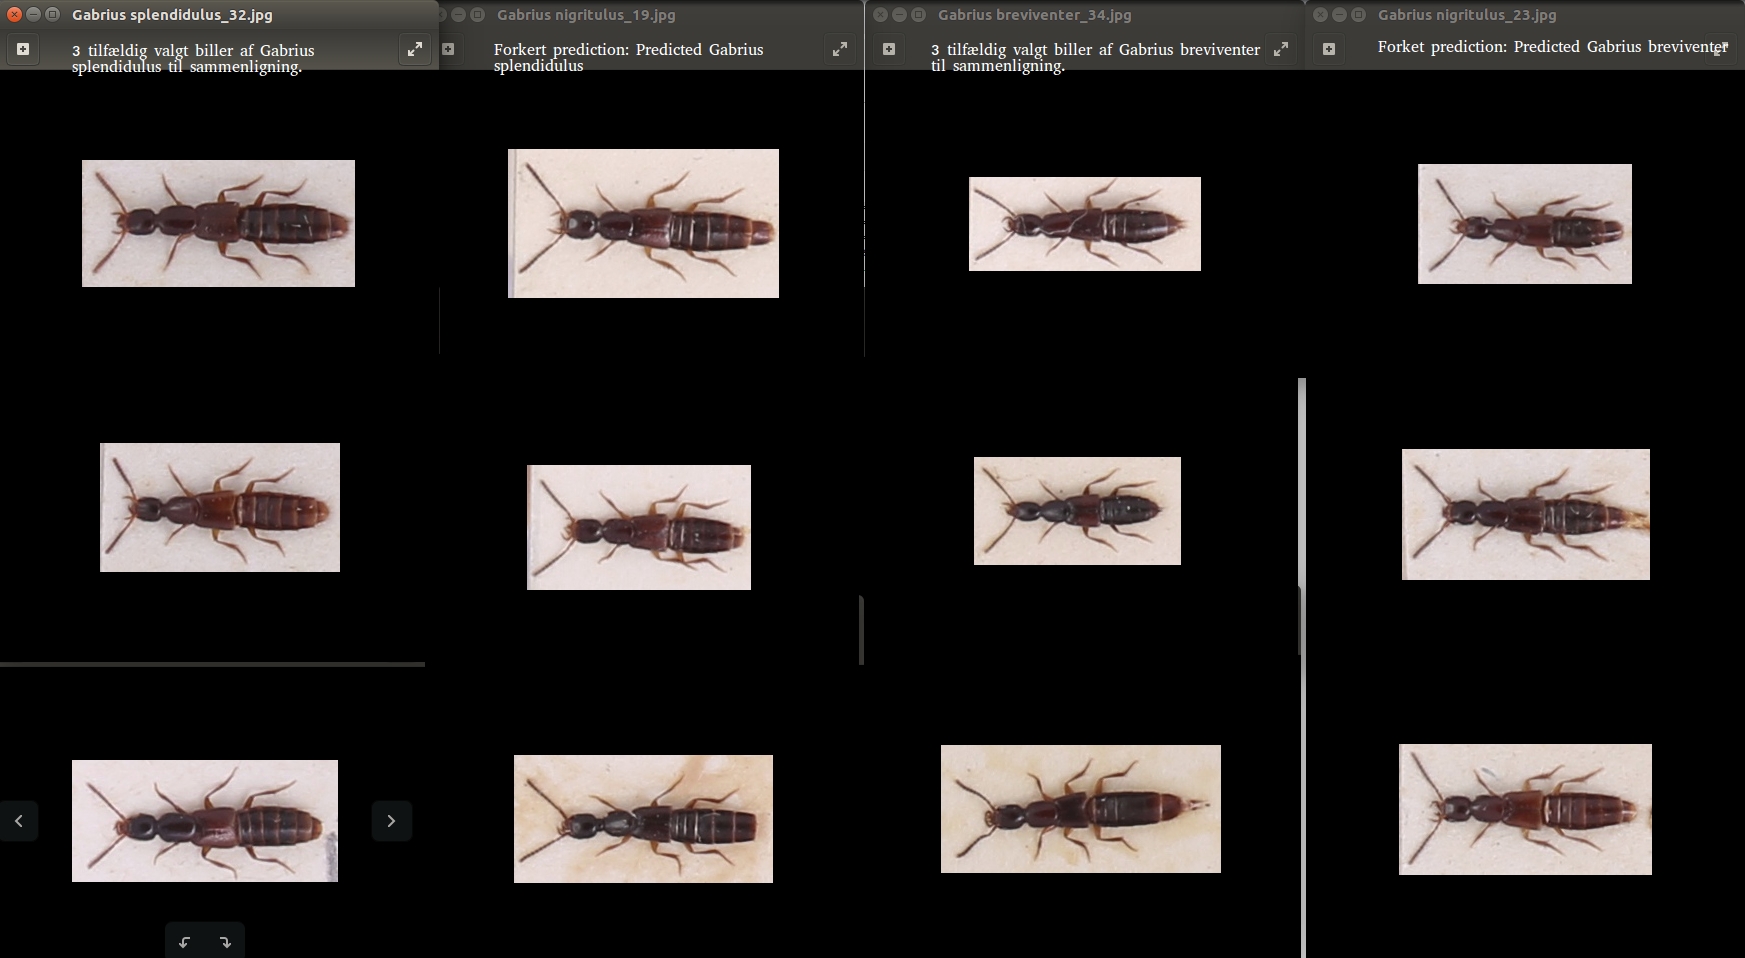 Gabrius splendidulus_32.jpg
3 tilfældig valgt biller af Gabrius
splendidulus til sammenligning.
Gabrius nigritulus_19.jpg
Forkert prediction: Predicted Gabrius
splendidulus
Gabrius breviventer_34.jpg
3 tilfældig valgt biller af Gabrius breviventer
til sammenligning.
Gabrius nigritulus_23.jpg
Forket prediction: Predicted Gabrius breviventer